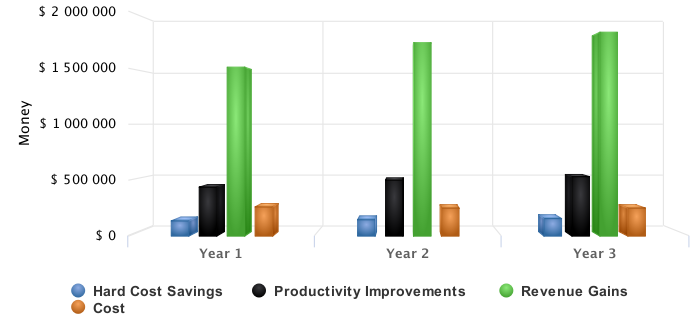 $ 2 000 000
$ 1 500 000
$ 1 000 000
$ 500 000
$ 0
Money
Year 1
Year 2
Year 3
Hard Cost Savings
Productivity Improvements
Revenue Gains
Cost